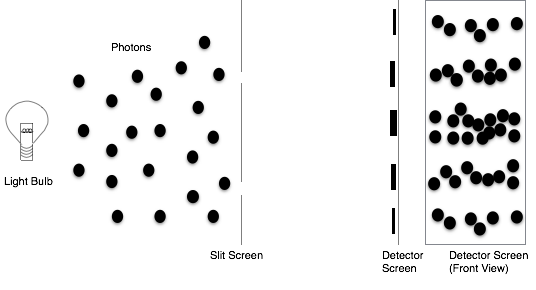 Photons
Light Bulb
Slit Screen
Detector
Screen
Detector Screen
(Front View)